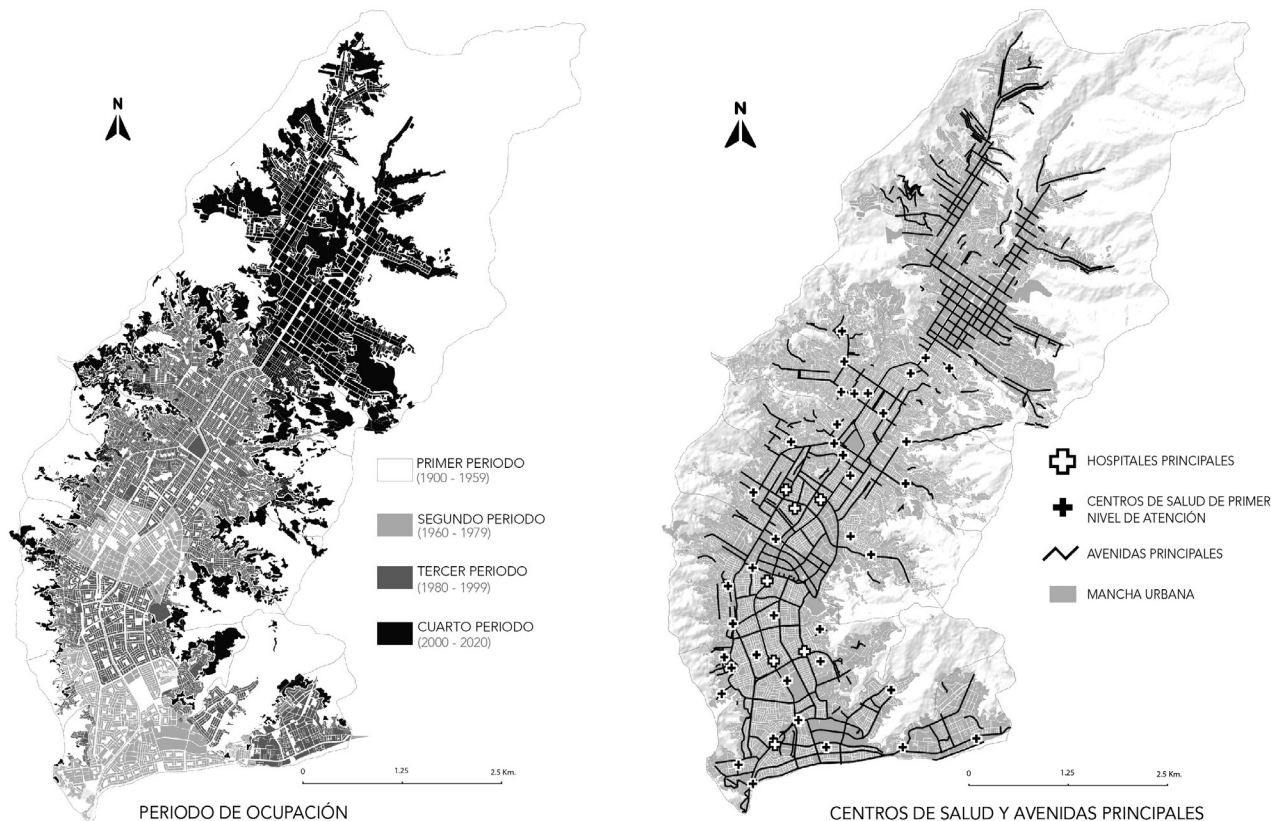 N
PRIMER PERIODO
(1900 - 1959)
SEGUNDO PERIODO
(1960 - 1979)
TERCER PERIODO
(1980 - 1999)
CUARTO PERIODO
(2000 - 2020)
0 1.25 2.5 Km.
PERIODO DE OCUPACIÓN
N
HOSPITALES PRINCIPALES
CENTROS DE SALUD DE PRIMER
NIVEL DE ATENCIÓN
AVENIDAS PRINCIPALES
MANCHA URBANA
0 1.25 2.5 Km.
CENTROS DE SALUD Y AVENIDAS PRINCIPALES